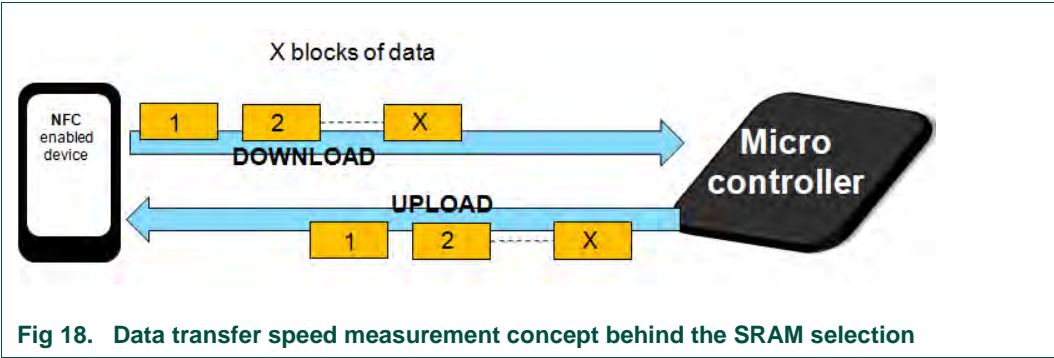 X blocks of data
NFC
enabled
device
1 2 X
DOWNLOAD
Micro
controller
UPLOAD
1 2 X
Fig 18. Data transfer speed measurement concept behind the SRAM selection